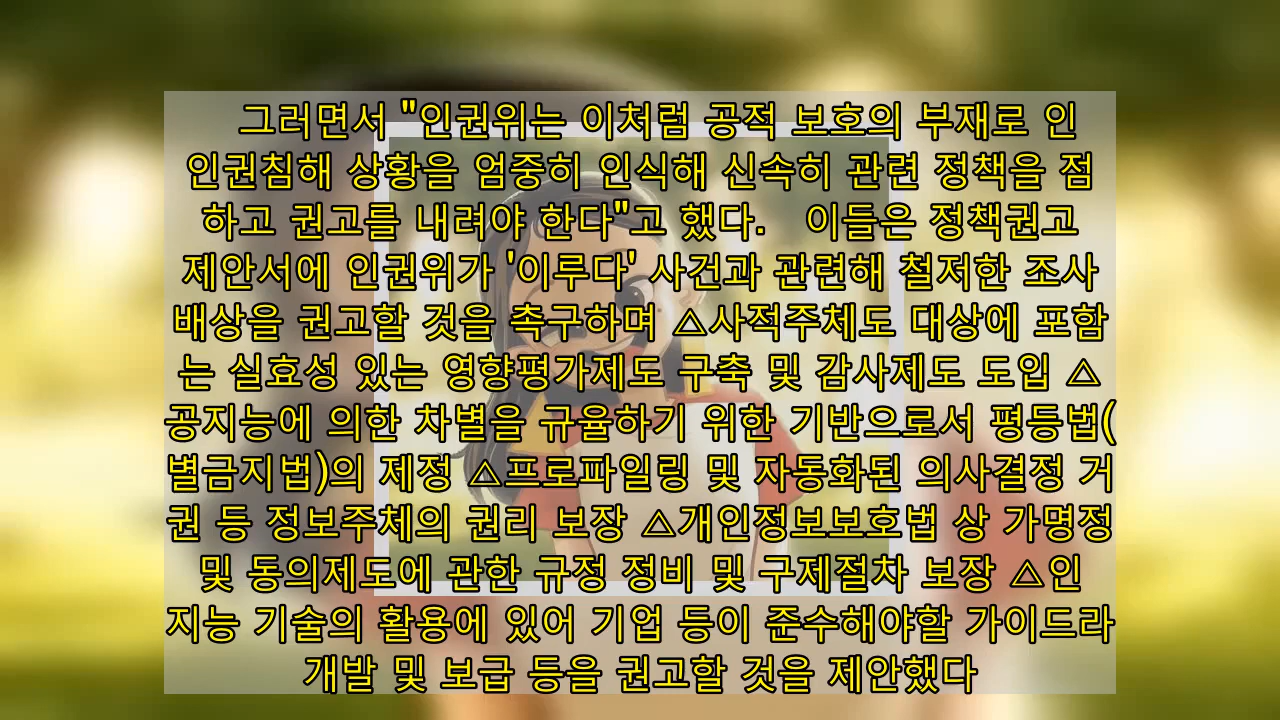 그러면서 "인권위는 이처럼 공적 보호의 부재로 인
인권침해 상황을 엄중히 인식해 신속히 관련 정책을 점
하고 권고를 내려야 한다"고 했다. 이들은 정책권고
제안서에 인권위가 '이루다' 사건과 관련해 철저한 조사
배상을 권고할 것을 촉구하며 △사적주체도 대상에 포함
는 실효성 있는 영향평가제도 구축 및 감사제도 도입 △
공지능에 의한 차별을 규율하기 위한 기반으로서 평등법(
별금지법)의 제정 △프로파일링 및 자동화된 의사결정 거
권 등 정보주체의 권리 보장 △개인정보보호법 상 가명정
및 동의제도에 관한 규정 정비 및 구제절차 보장 △인
지능 기술의 활용에 있어 기업 등이 준수해야할 가이드라
개발 및 보급 등을 권고할 것을 제안했다